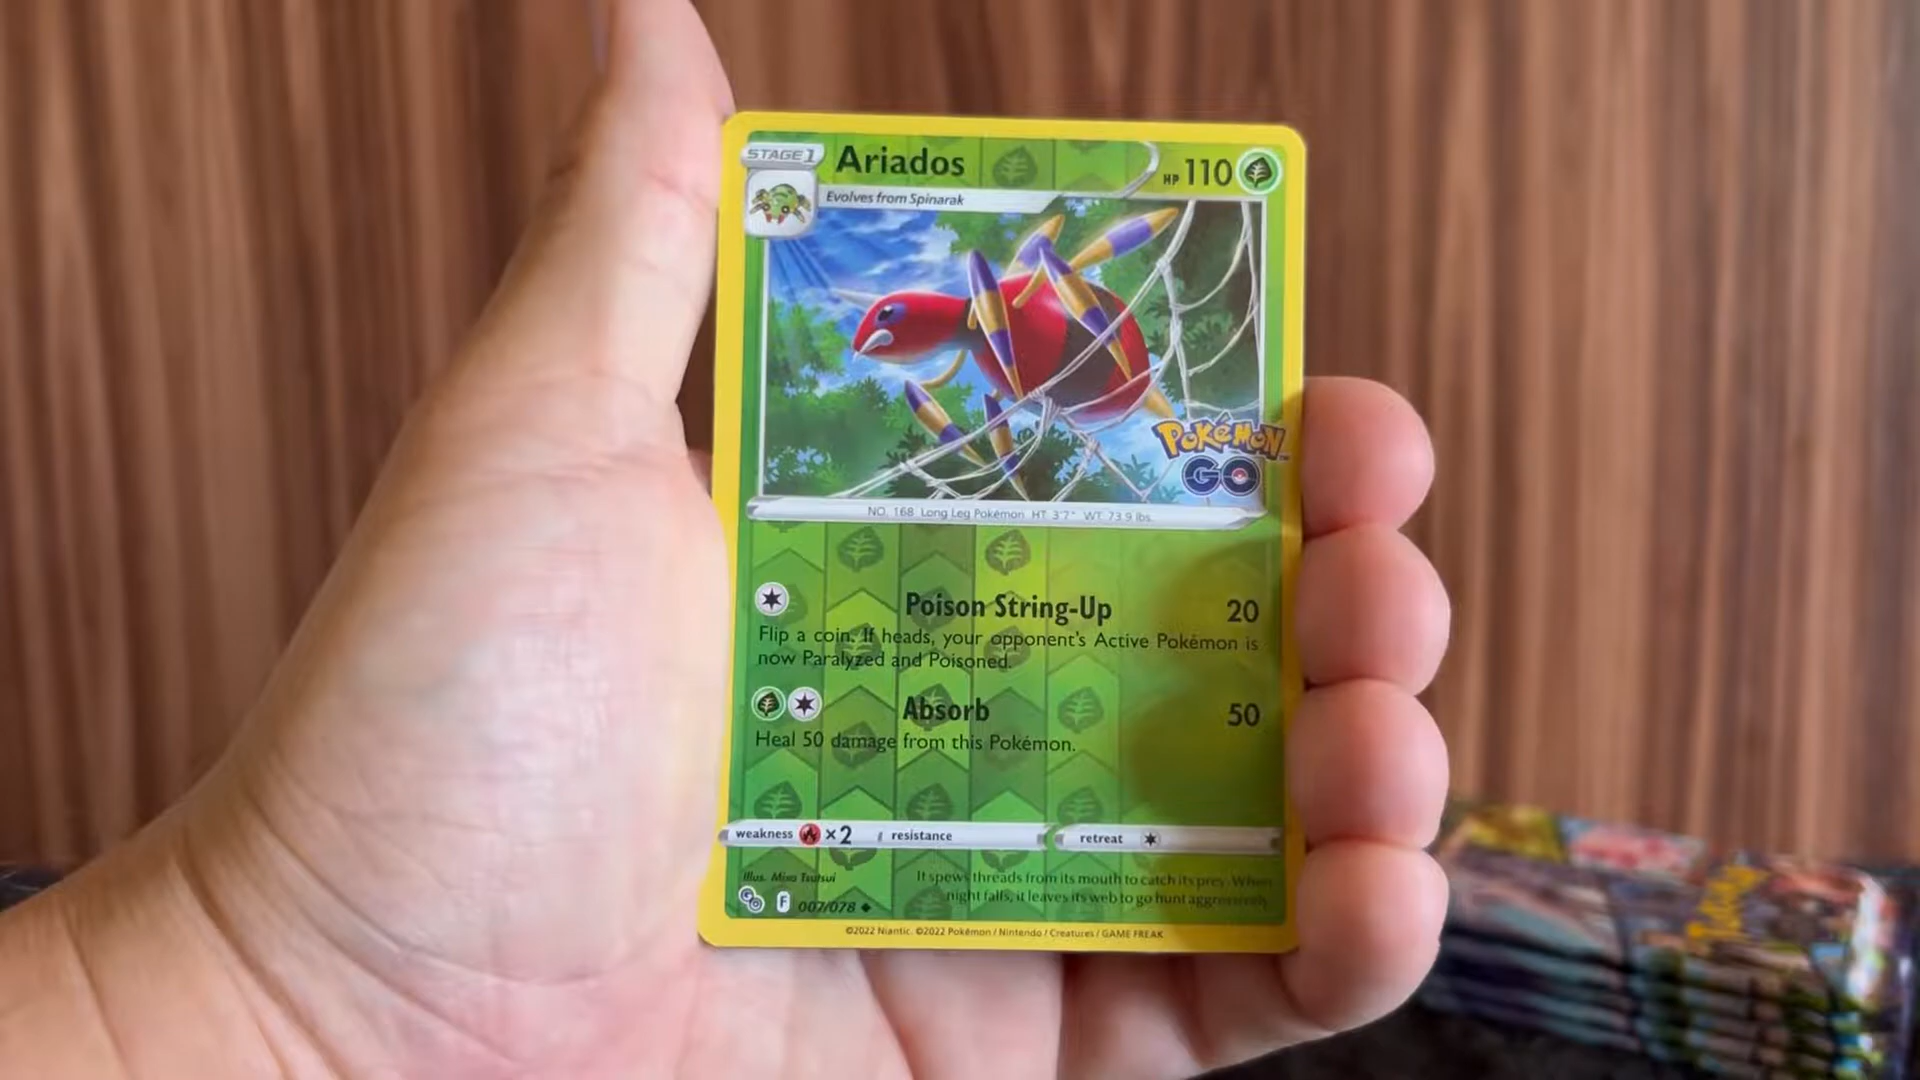 STAGE 1
Ariados
HP 110
Evolves from Spinarak
POKÉMON
GO
NO. 168 Long Leg Pokémon HT: 3'7" WT: 73.9 lbs.
Poison String-Up 20
Flip a coin. If heads, your opponent's Active Pokémon is
now Paralyzed and Poisoned.
Absorb 50
Heal 50 damage from this Pokémon.
weakness ×2 resistance retreat
Illus. Misa Tsutsui
It spews threads from its mouth to catch its prey. When
night falls, it leaves its web to go hunt aggressively.
GO F 007/078
©2022 Niantic. ©2022 Pokémon / Nintendo / Creatures / GAME FREAK